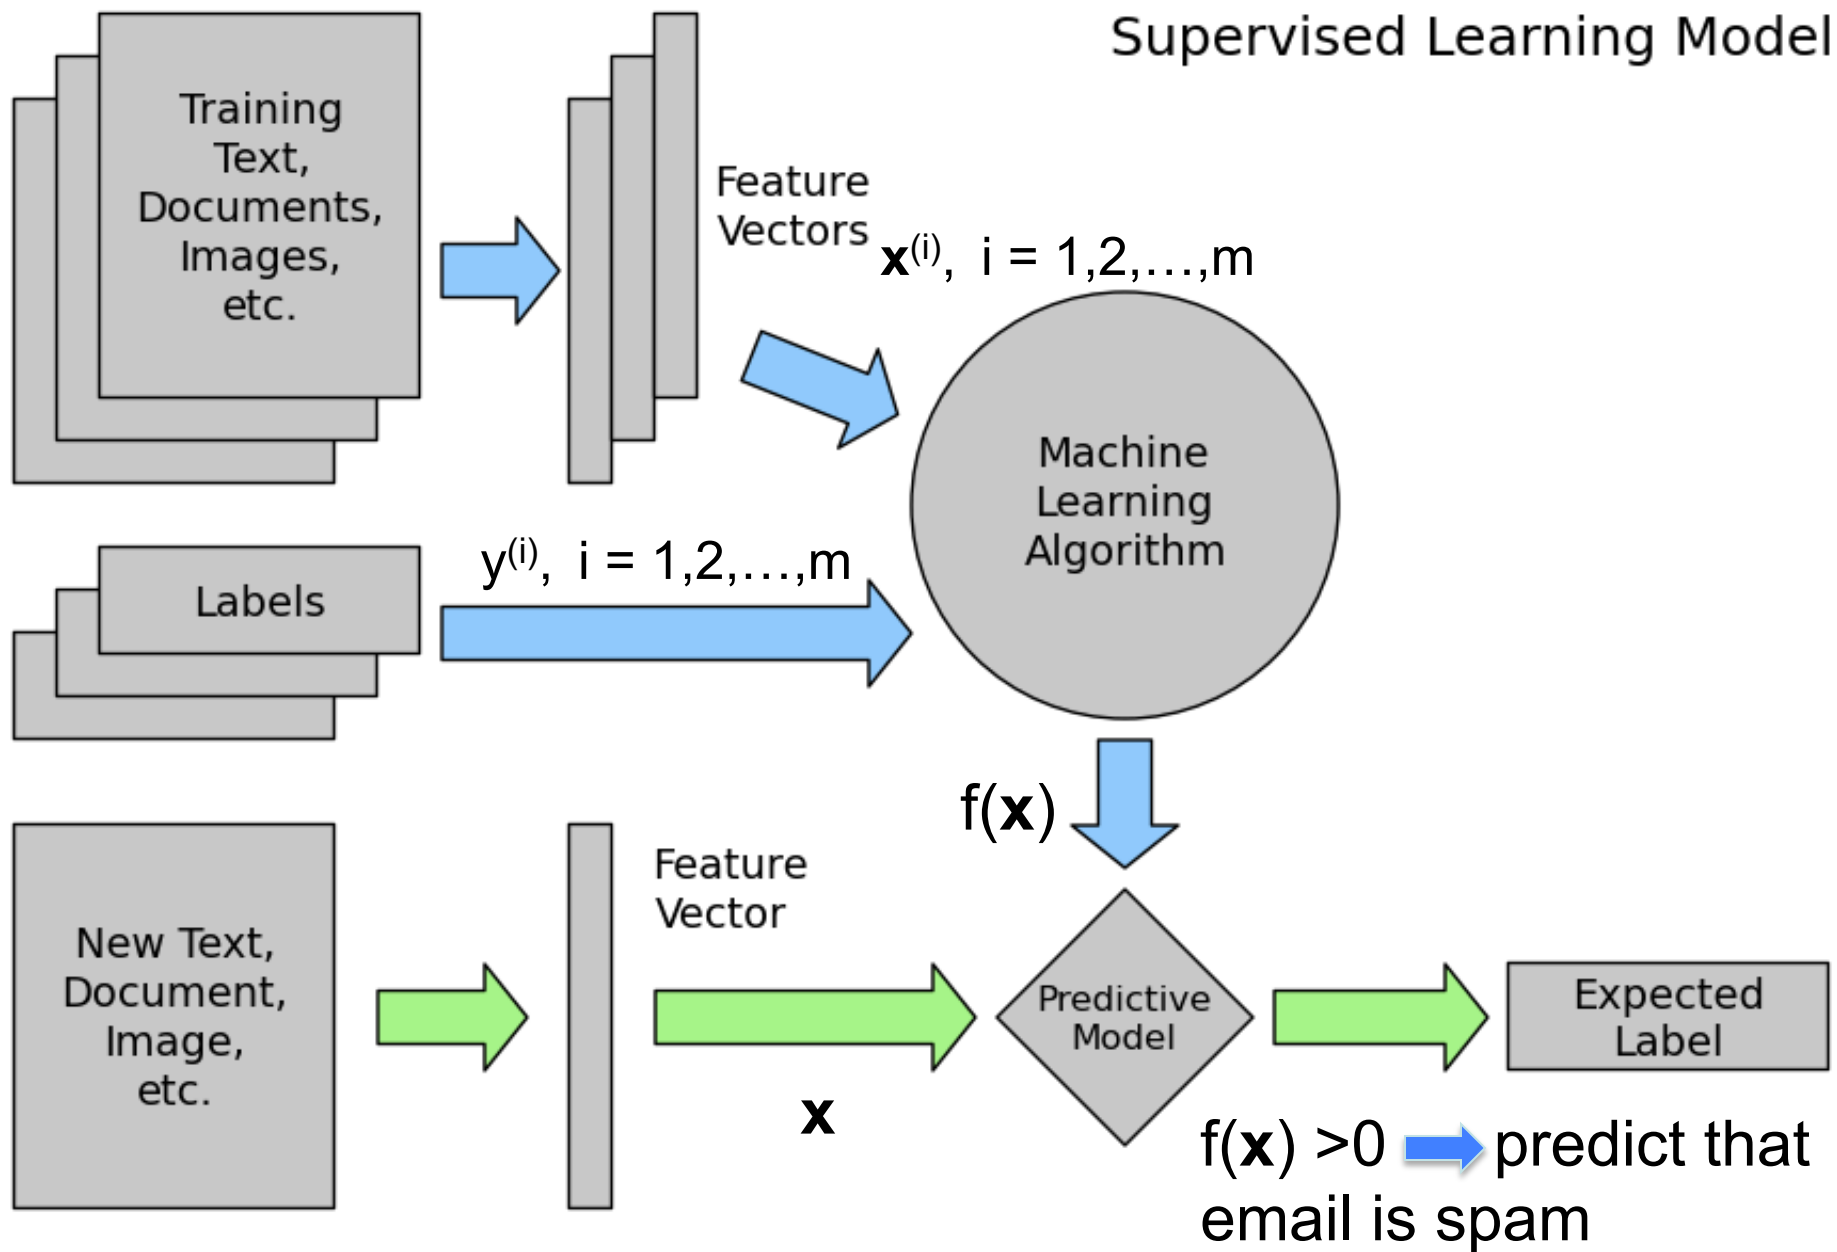 Supervised Learning Model
Training
Text,
Documents,
Images,
etc.
Feature
Vectors
x⁽ⁱ⁾, i = 1,2,…,m
Machine
Learning
Algorithm
Labels
y⁽ⁱ⁾, i = 1,2,…,m
f(x)
New Text,
Document,
Image,
etc.
Feature
Vector
x
Predictive
Model
Expected
Label
f(x) >0 predict that
email is spam